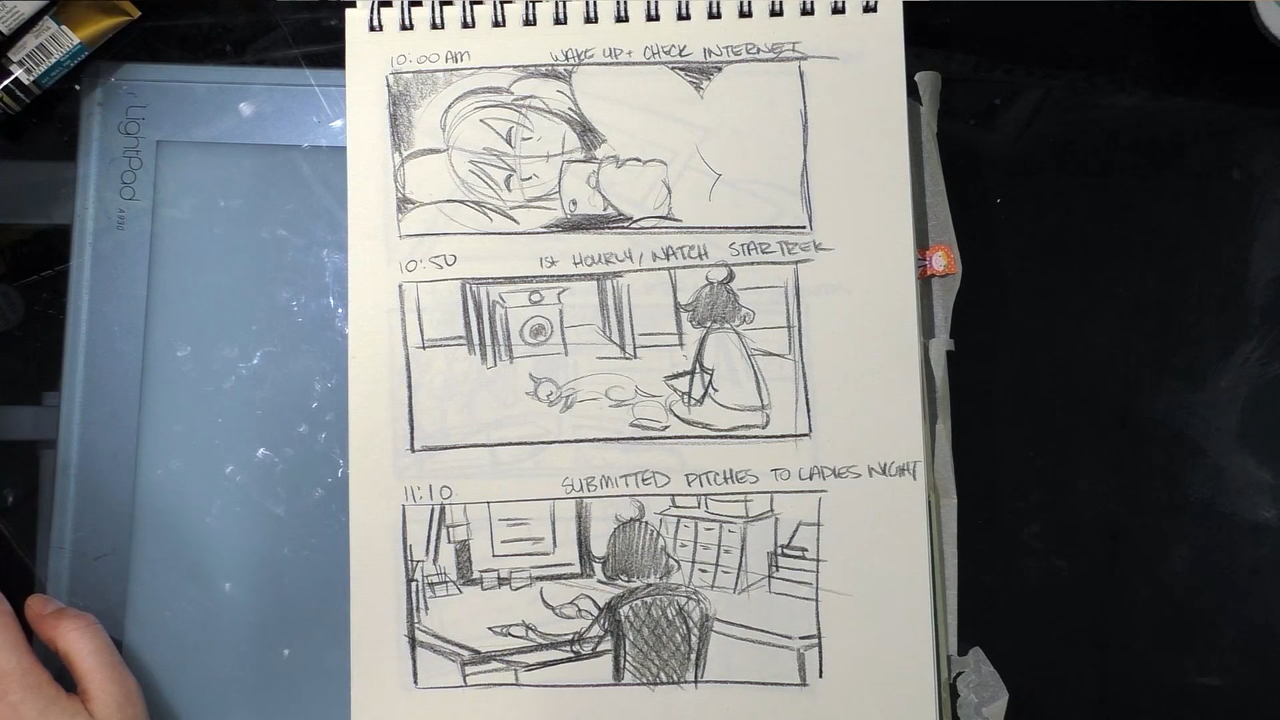 LightPad A930
10:00 AM WAKE UP + CHECK INTERNET
10:50 1st HOURLY / WATCH STAR TREK
11:10 SUBMITTED PITCHES TO LADIES NIGHT